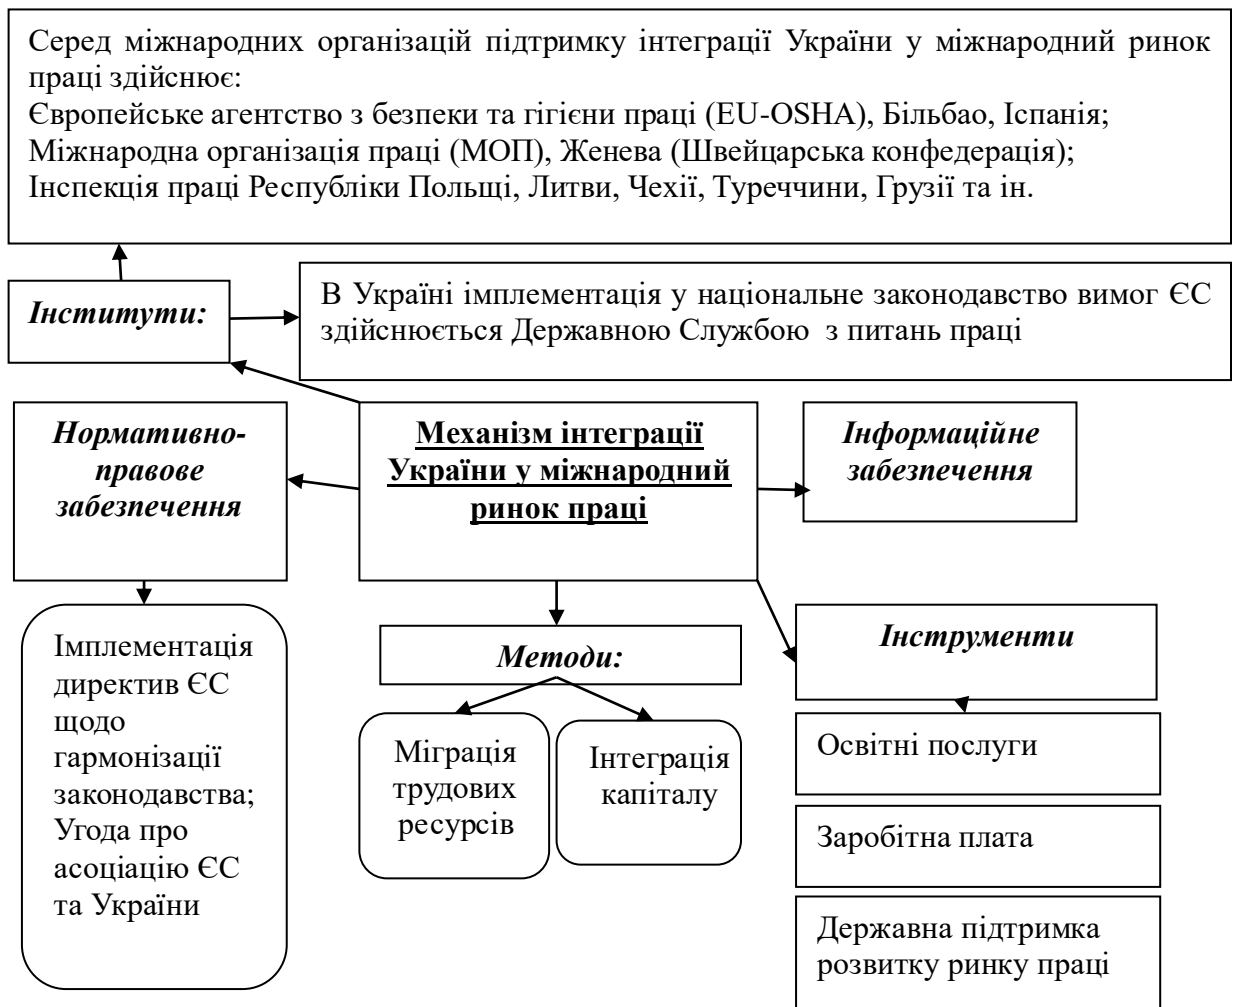 Серед міжнародних організацій підтримку інтеграції України у міжнародний ринок
праці здійснює:
Європейське агентство з безпеки та гігієни праці (EU-OSHA), Більбао, Іспанія;
Міжнародна організація праці (МОП), Женева (Швейцарська конфедерація);
Інспекція праці Республіки Польщі, Литви, Чехії, Туреччини, Грузії та ін.
Інститути:
В Україні імплементація у національне законодавство вимог ЄС
здійснюється Державною Службою з питань праці
Нормативно-
правове
забезпечення
Механізм інтеграції
України у міжнародний
ринок праці
Інформаційне
забезпечення
Імплементація
директив ЄС
щодо
гармонізації
законодавства;
Угода про
асоціацію ЄС
та України
Методи:
Міграція
трудових
ресурсів
Інтеграція
капіталу
Інструменти
Освітні послуги
Заробітна плата
Державна підтримка
розвитку ринку праці